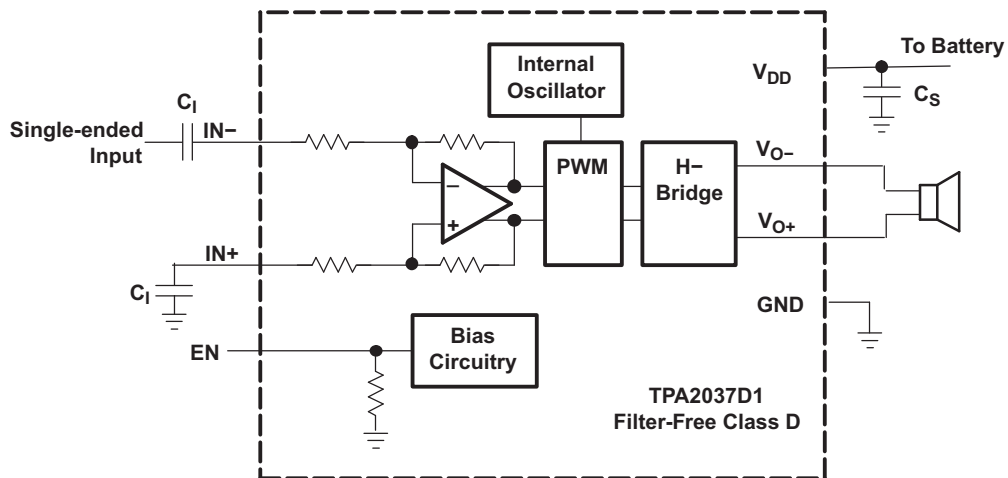 To Battery
Internal
Oscillator
VDD
CS
CI
Single-ended
Input
IN−
PWM
H−
Bridge
VO−
−
+
VO+
IN+
CI
GND
EN
Bias
Circuitry
TPA2037D1
Filter-Free Class D